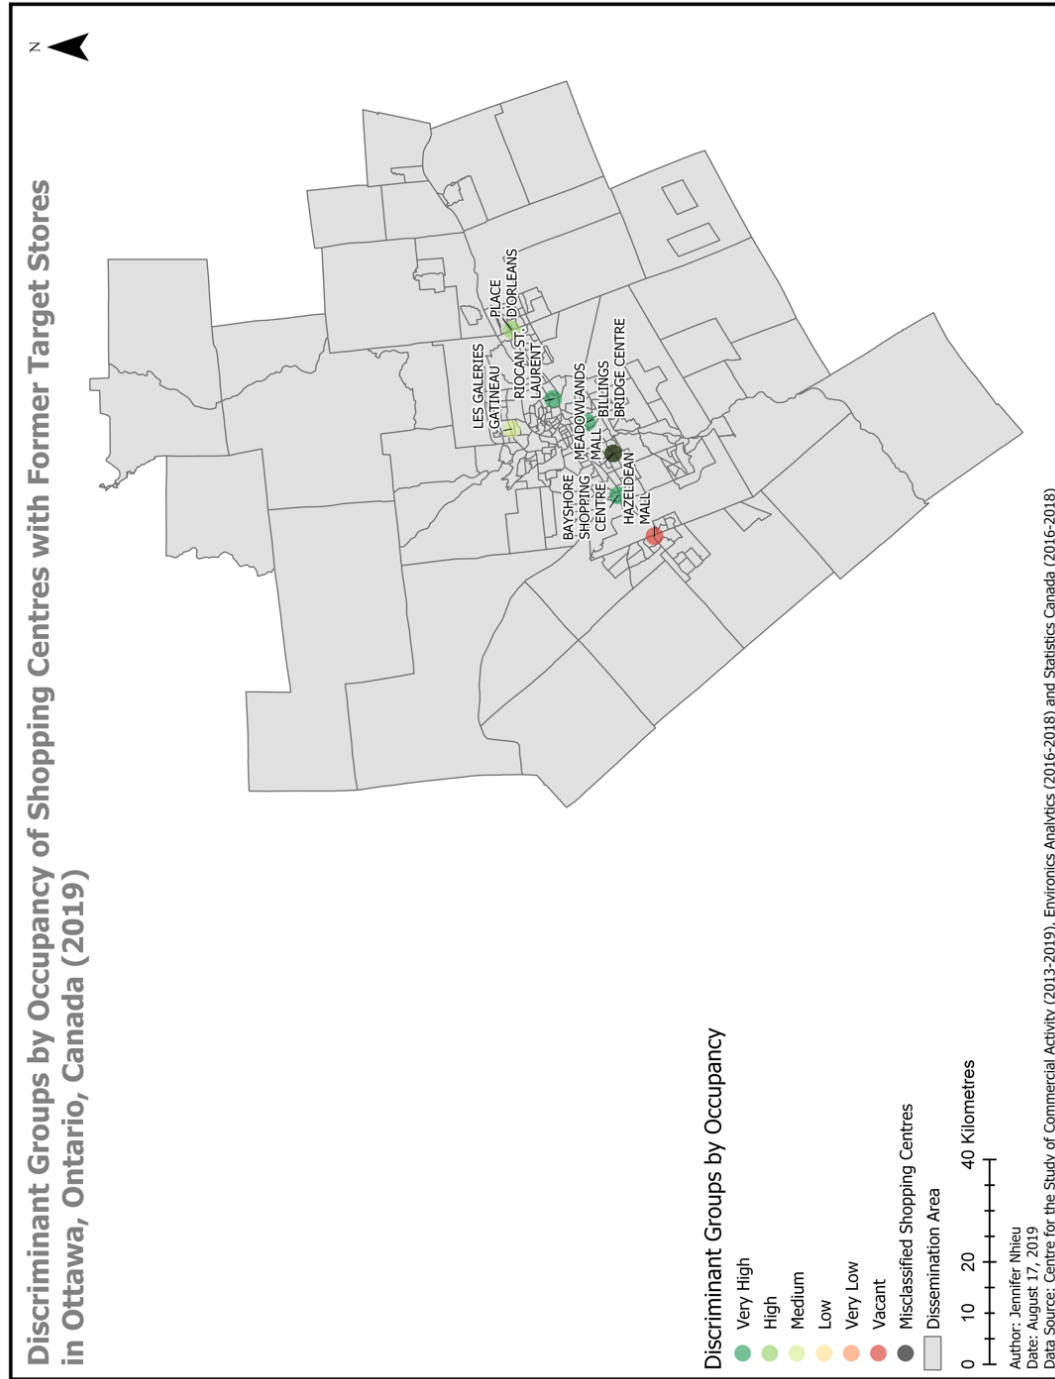 Discriminant Groups by Occupancy of Shopping Centres with Former Target Stores
in Ottawa, Ontario, Canada (2019)
N
LES GALERIES
GATINEAU
PLACE
D'ORLEANS
RIOCAN ST.
LAURENT
BAYSHORE
SHOPPING
CENTRE
MEADOWLANDS
MALL
BILLINGS
BRIDGE CENTRE
HAZELDEAN
MALL
Discriminant Groups by Occupancy
Very High
High
Medium
Low
Very Low
Vacant
Misclassified Shopping Centres
Dissemination Area
0 10 20 40 Kilometres
Author: Jennifer Nhieu
Date: August 17, 2019
Data Source: Centre for the Study of Commercial Activity (2013-2019), Environics Analytics (2016-2018) and Statistics Canada (2016-2018)